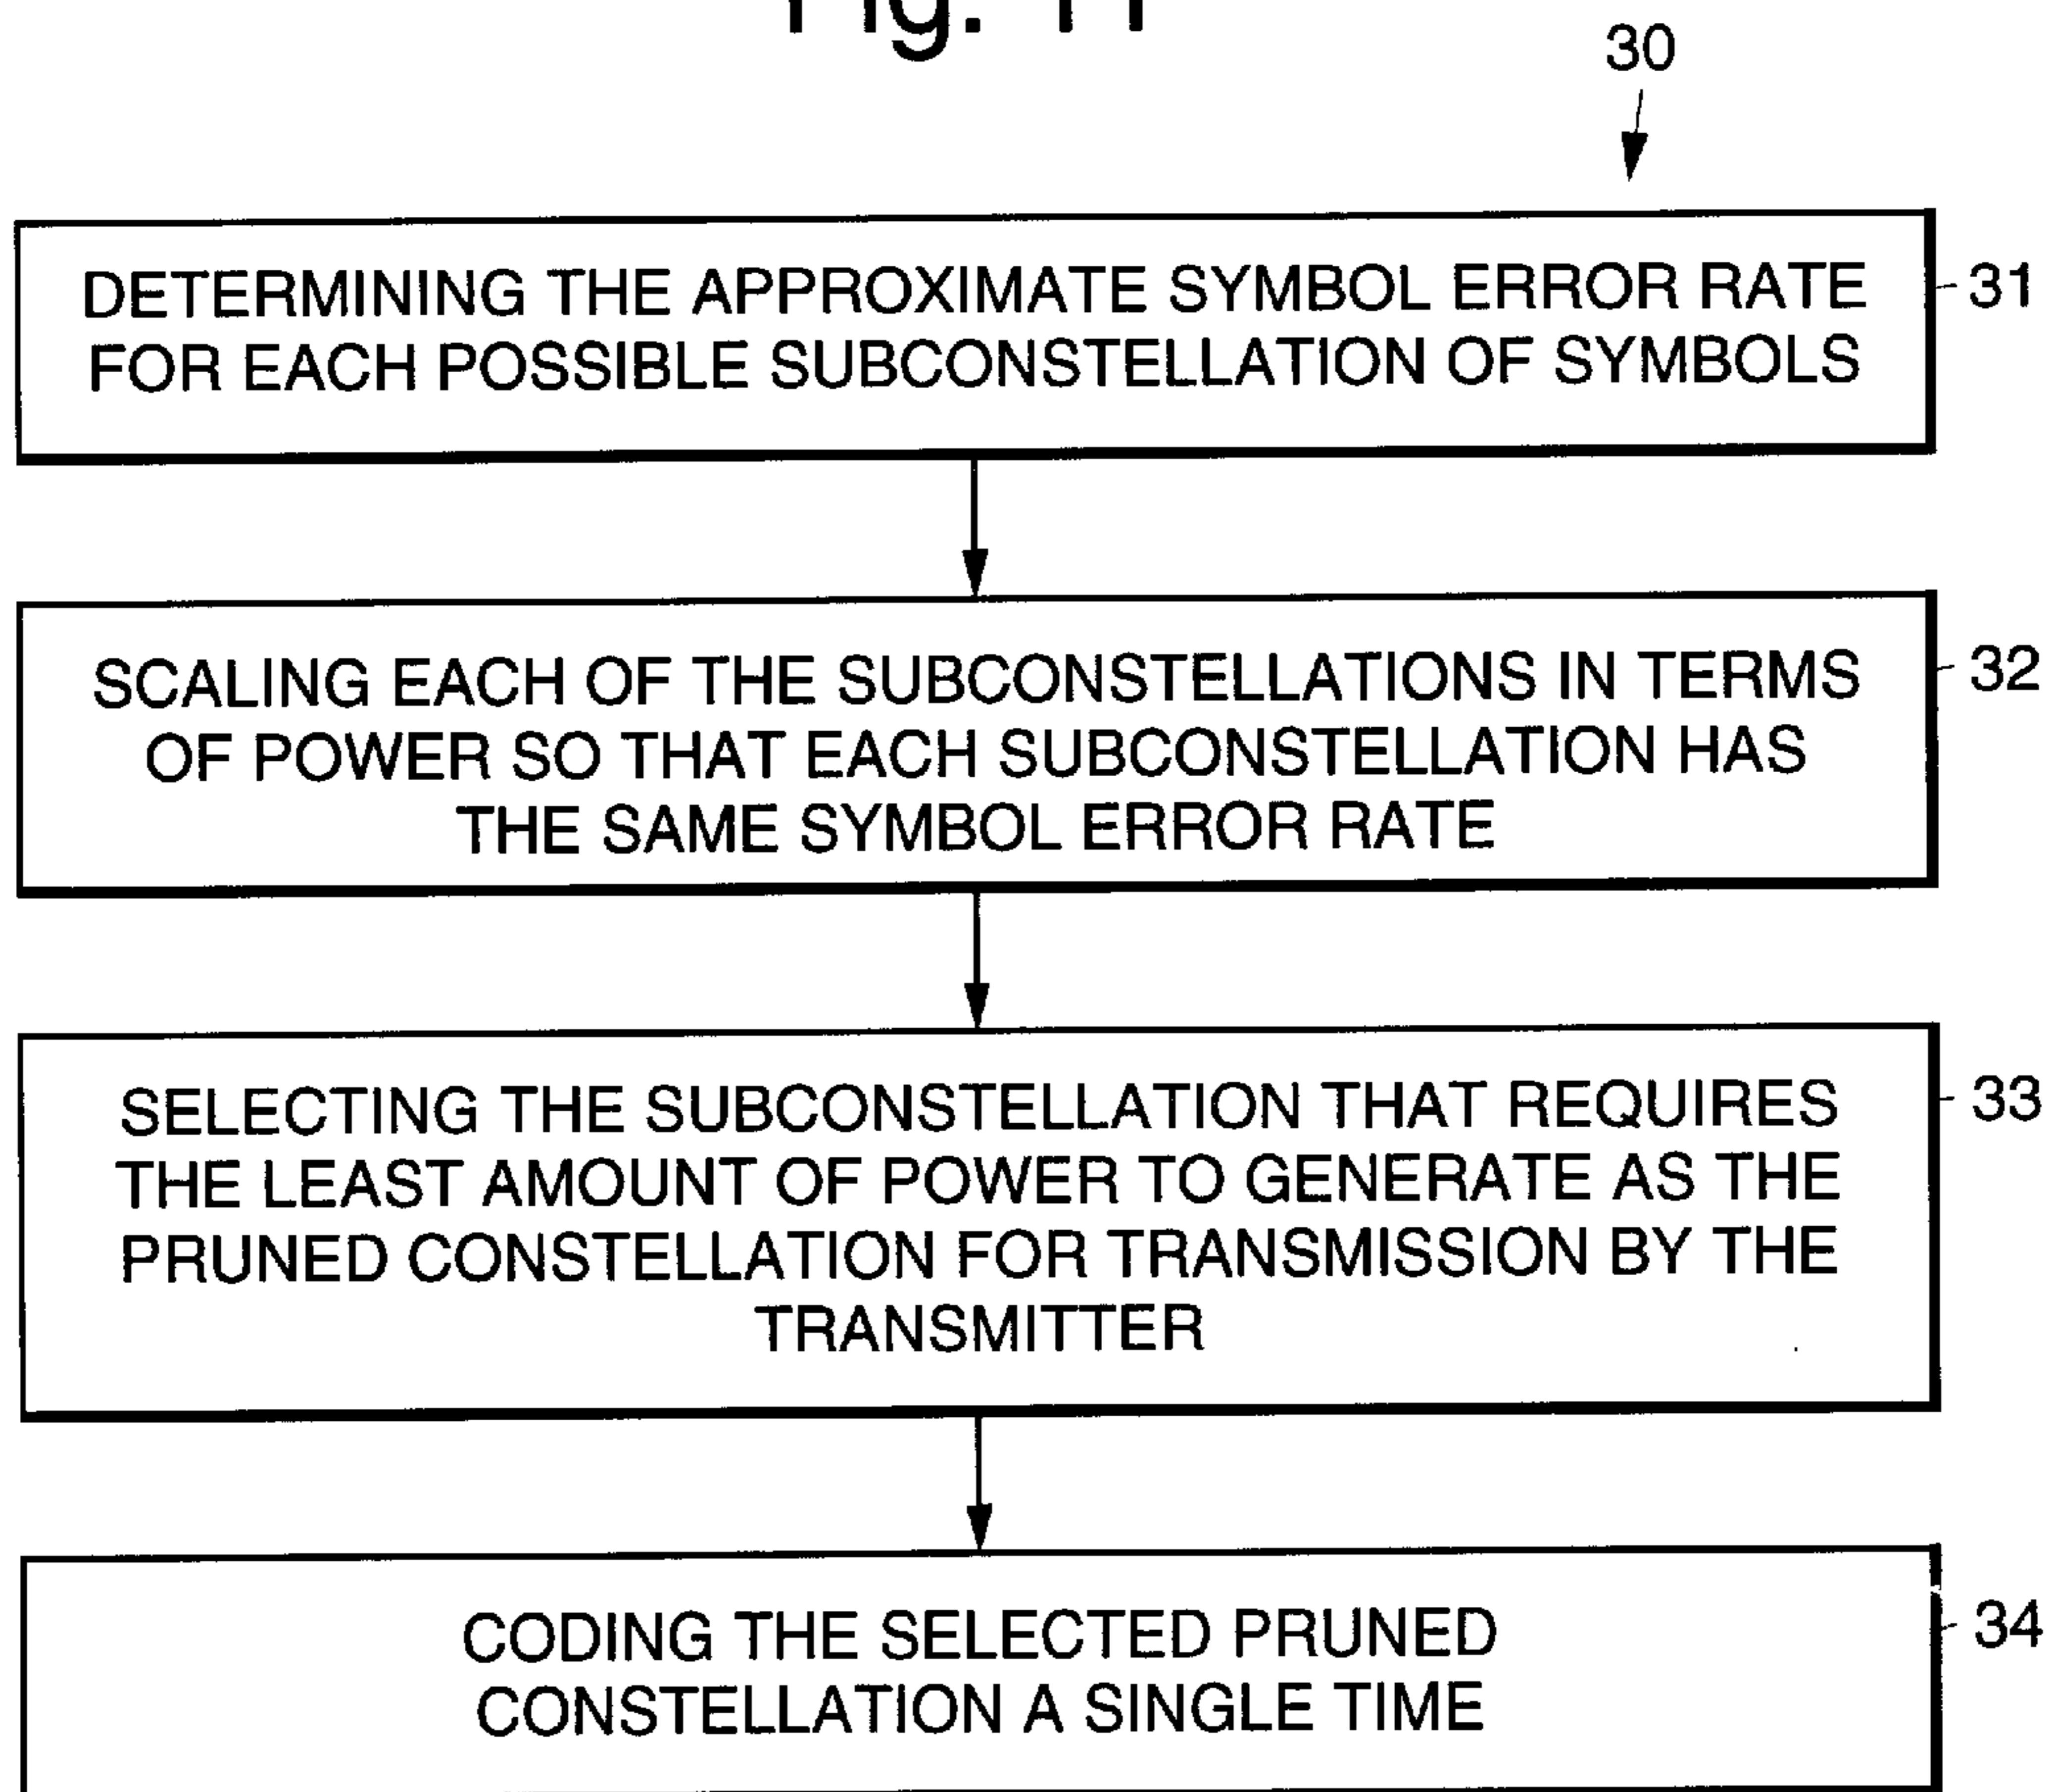 Fig. 11
30
DETERMINING THE APPROXIMATE SYMBOL ERROR RATE
FOR EACH POSSIBLE SUBCONSTELLATION OF SYMBOLS
31
SCALING EACH OF THE SUBCONSTELLATIONS IN TERMS
OF POWER SO THAT EACH SUBCONSTELLATION HAS
THE SAME SYMBOL ERROR RATE
32
SELECTING THE SUBCONSTELLATION THAT REQUIRES
THE LEAST AMOUNT OF POWER TO GENERATE AS THE
PRUNED CONSTELLATION FOR TRANSMISSION BY THE
TRANSMITTER
33
CODING THE SELECTED PRUNED
CONSTELLATION A SINGLE TIME
34